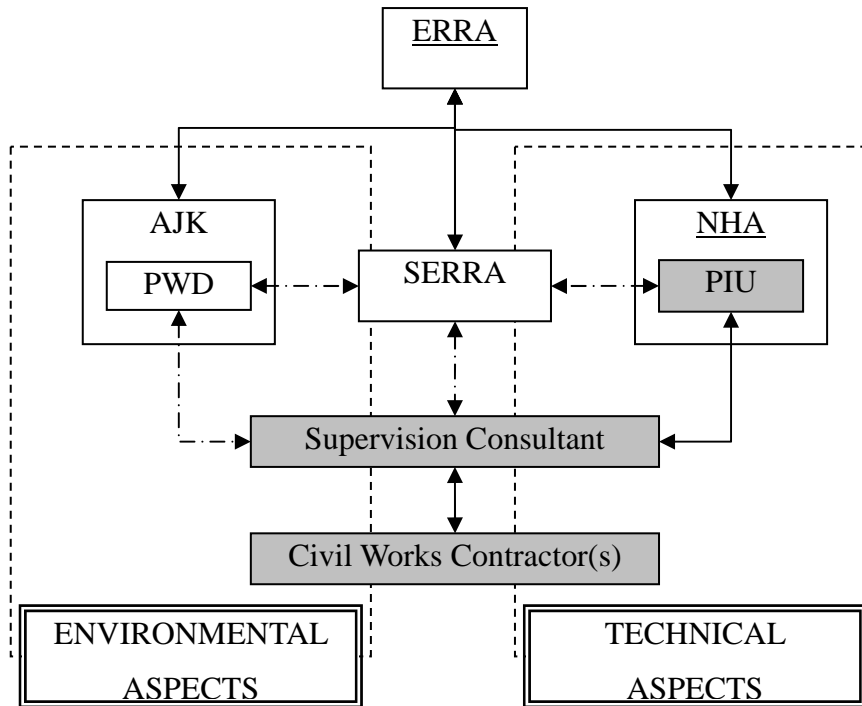 ERRA
AJK
NHA
PWD
SERRA
PIU
Supervision Consultant
Civil Works Contractor(s)
ENVIRONMENTAL
ASPECTS
TECHNICAL
ASPECTS